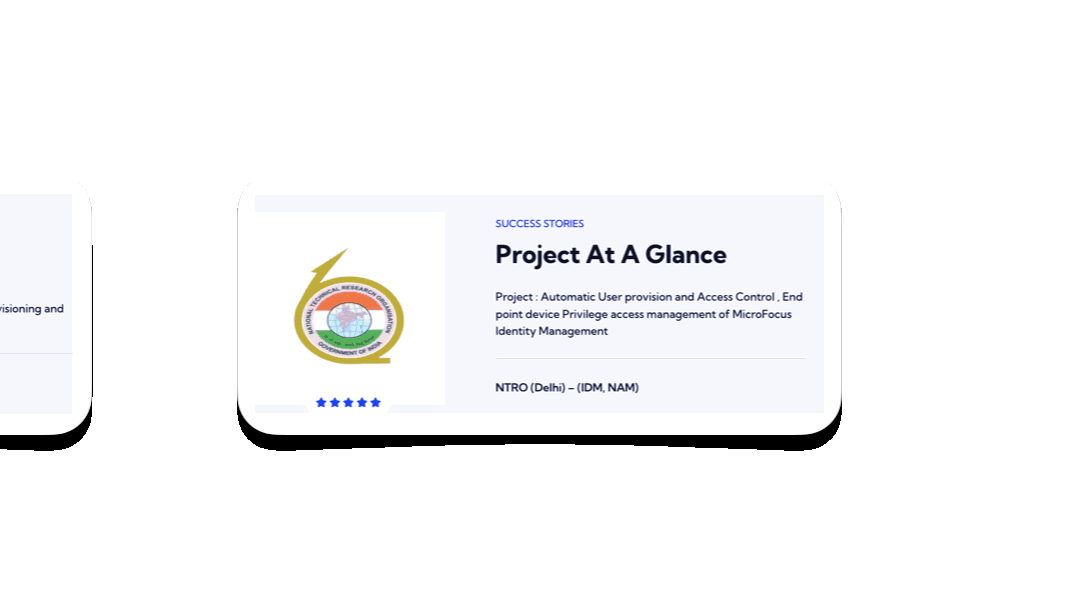 visioning and
SUCCESS STORIES
Project At A Glance
Project : Automatic User provision and Access Control , End
point device Privilege access management of MicroFocus
Identity Management
NTRO (Delhi) – (IDM, NAM)
NATIONAL TECHNICAL RESEARCH ORGANISATION
GOVERNMENT OF INDIA